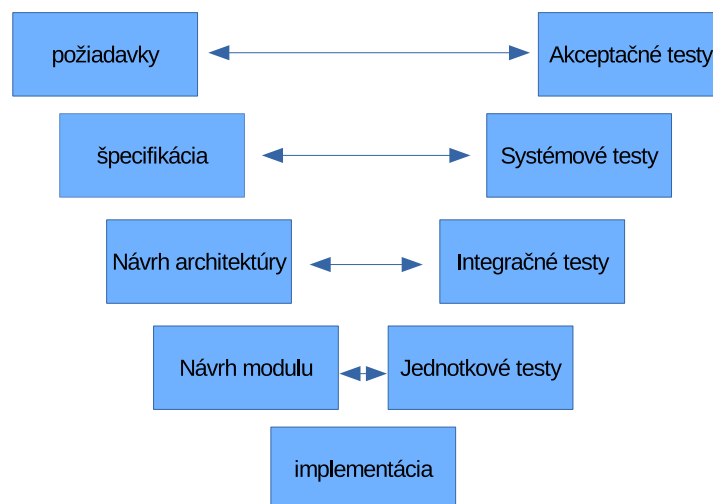 požiadavky
Akceptačné testy
špecifikácia
Systémové testy
Návrh architektúry
Integračné testy
Návrh modulu
Jednotkové testy
implementácia